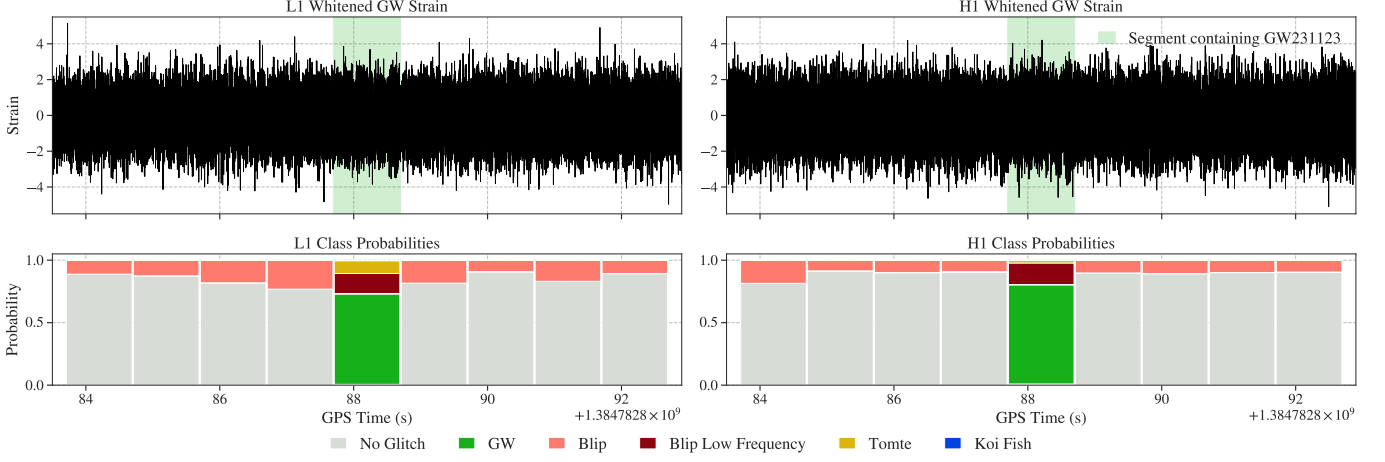 L1 Whitened GW Strain
H1 Whitened GW Strain
Segment containing GW231123
Strain
4
2
0
−2
−4
4
2
0
−2
−4
L1 Class Probabilities
H1 Class Probabilities
Probability
1.0
0.5
0.0
84
86
88
90
92
GPS Time (s)
+1.3847828 × 10⁹
1.0
0.5
0.0
84
86
88
90
92
GPS Time (s)
+1.3847828 × 10⁹
No Glitch
GW
Blip
Blip Low Frequency
Tomte
Koi Fish